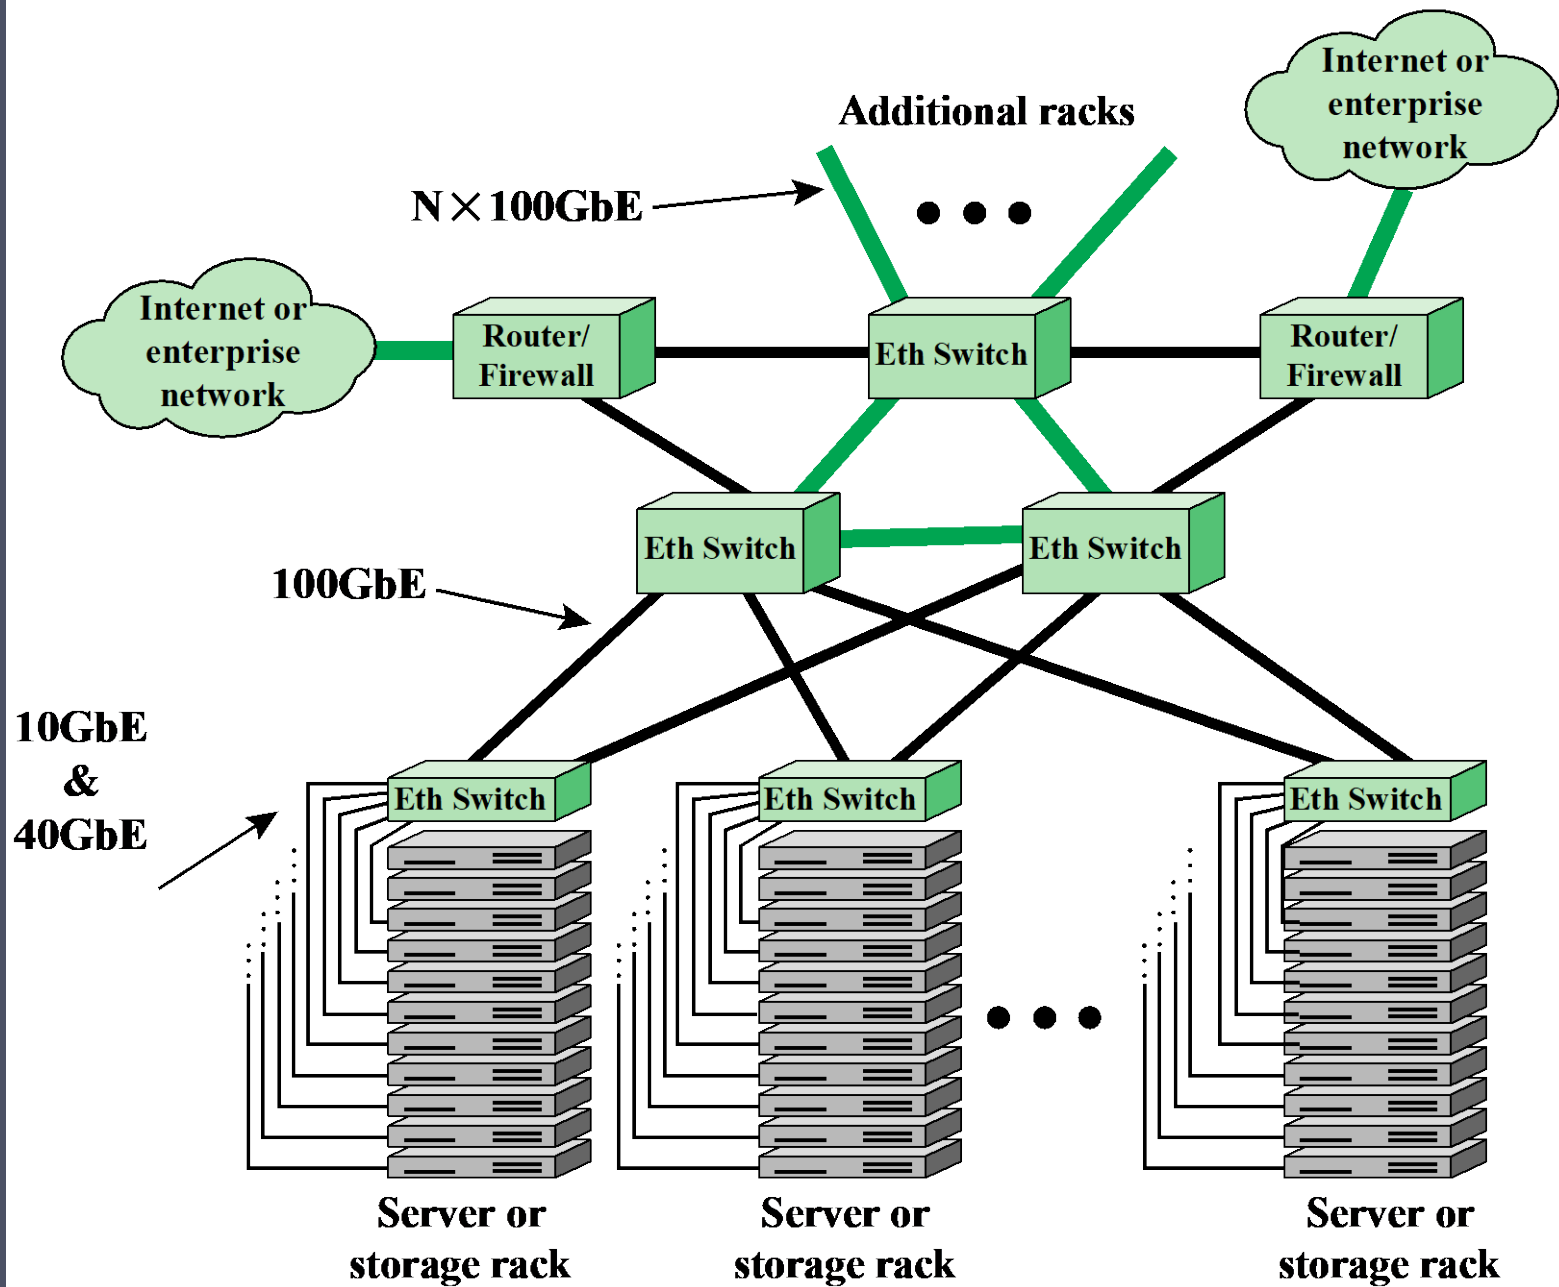 Internet or
enterprise
network
Additional racks
N×100GbE
Internet or
enterprise
network
Router/
Firewall
Eth Switch
Router/
Firewall
Eth Switch
Eth Switch
100GbE
10GbE
&
40GbE
Eth Switch
Eth Switch
Eth Switch
Server or
storage rack
Server or
storage rack
Server or
storage rack